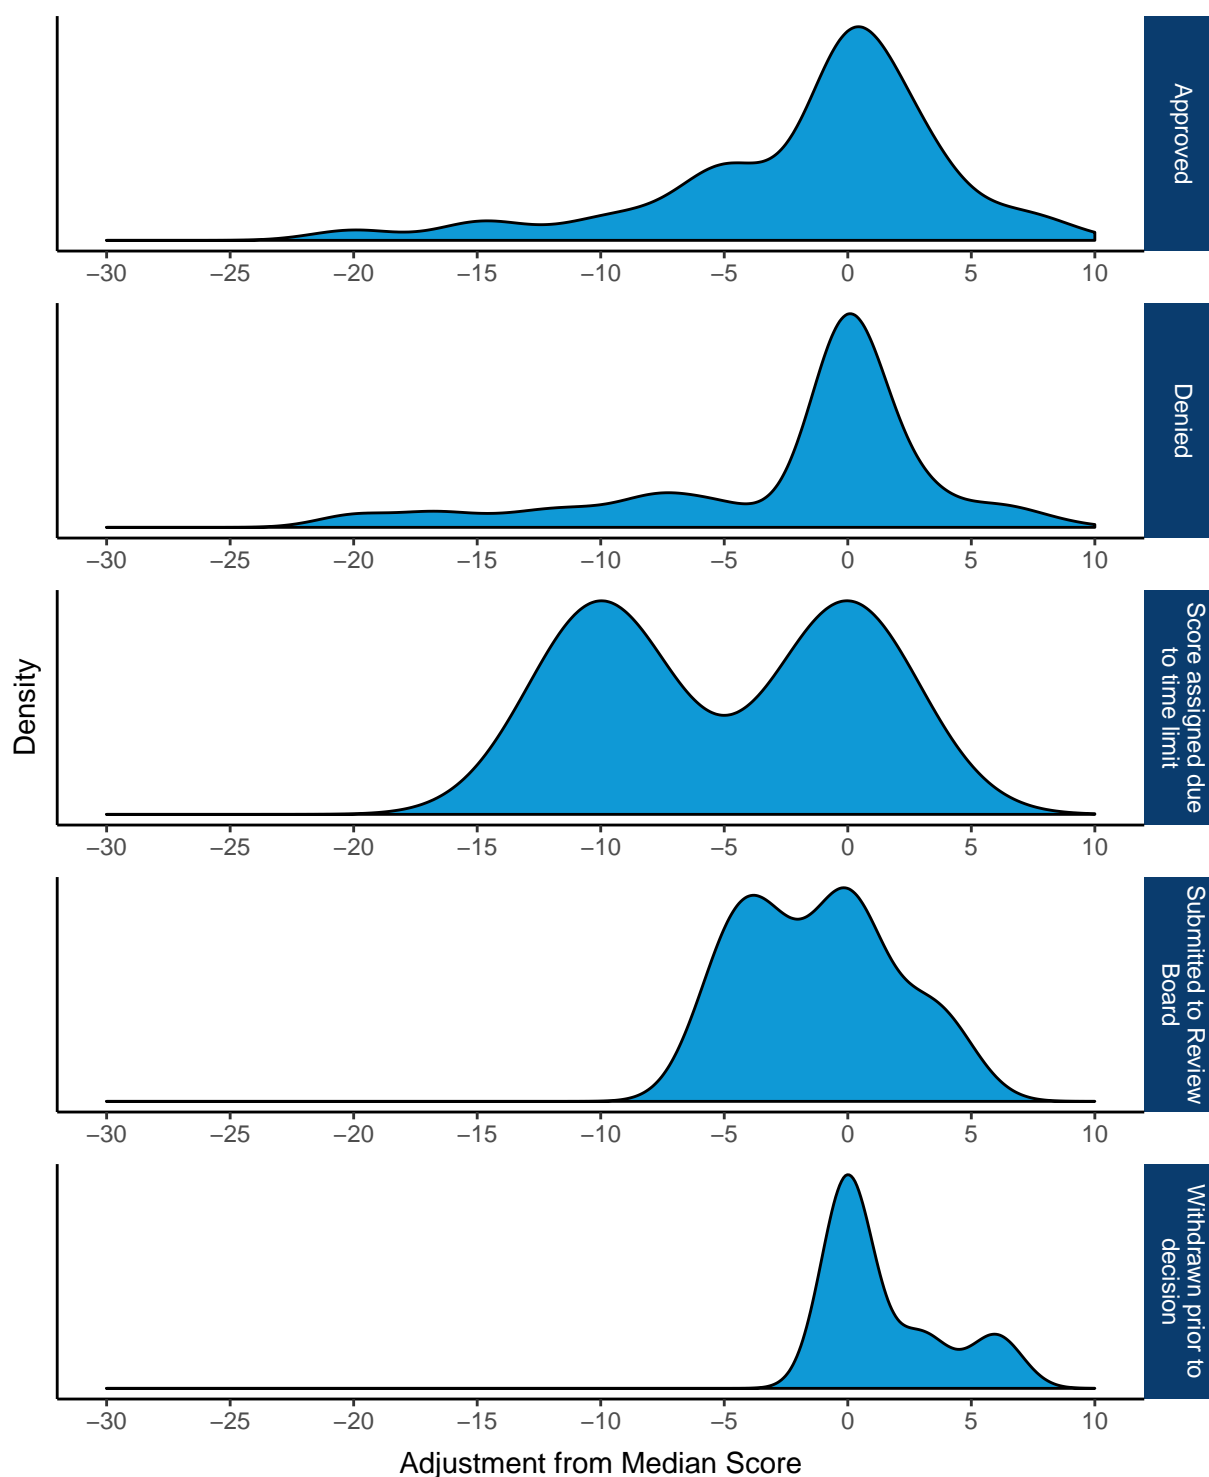 Approved
−30 −25 −20 −15 −10 −5 0 5 10
Denied
−30 −25 −20 −15 −10 −5 0 5 10
Score assigned due
to time limit
−30 −25 −20 −15 −10 −5 0 5 10
Density
Submitted to Review
Board
−30 −25 −20 −15 −10 −5 0 5 10
Withdrawn prior to
decision
−30 −25 −20 −15 −10 −5 0 5 10
Adjustment from Median Score